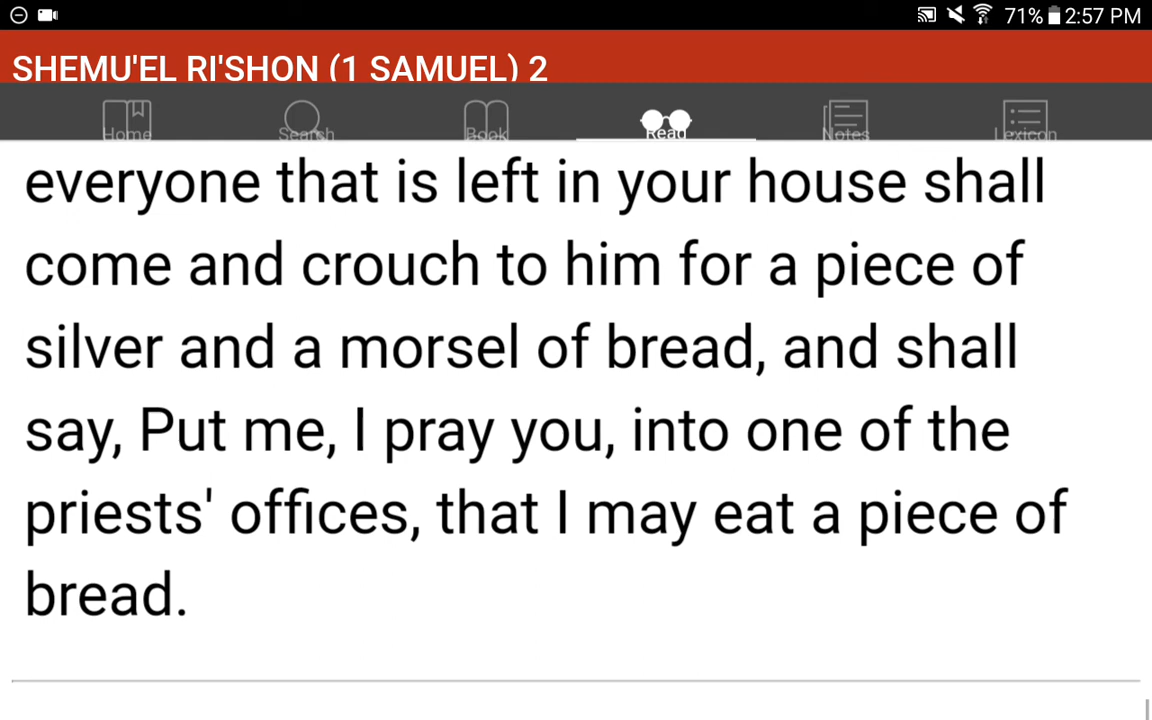 71% 2:57 PM
SHEMU'EL RI'SHON (1 SAMUEL) 2
Home Search Book Read Notes Lexicon
everyone that is left in your house shall
come and crouch to him for a piece of
silver and a morsel of bread, and shall
say, Put me, I pray you, into one of the
priests' offices, that I may eat a piece of
bread.